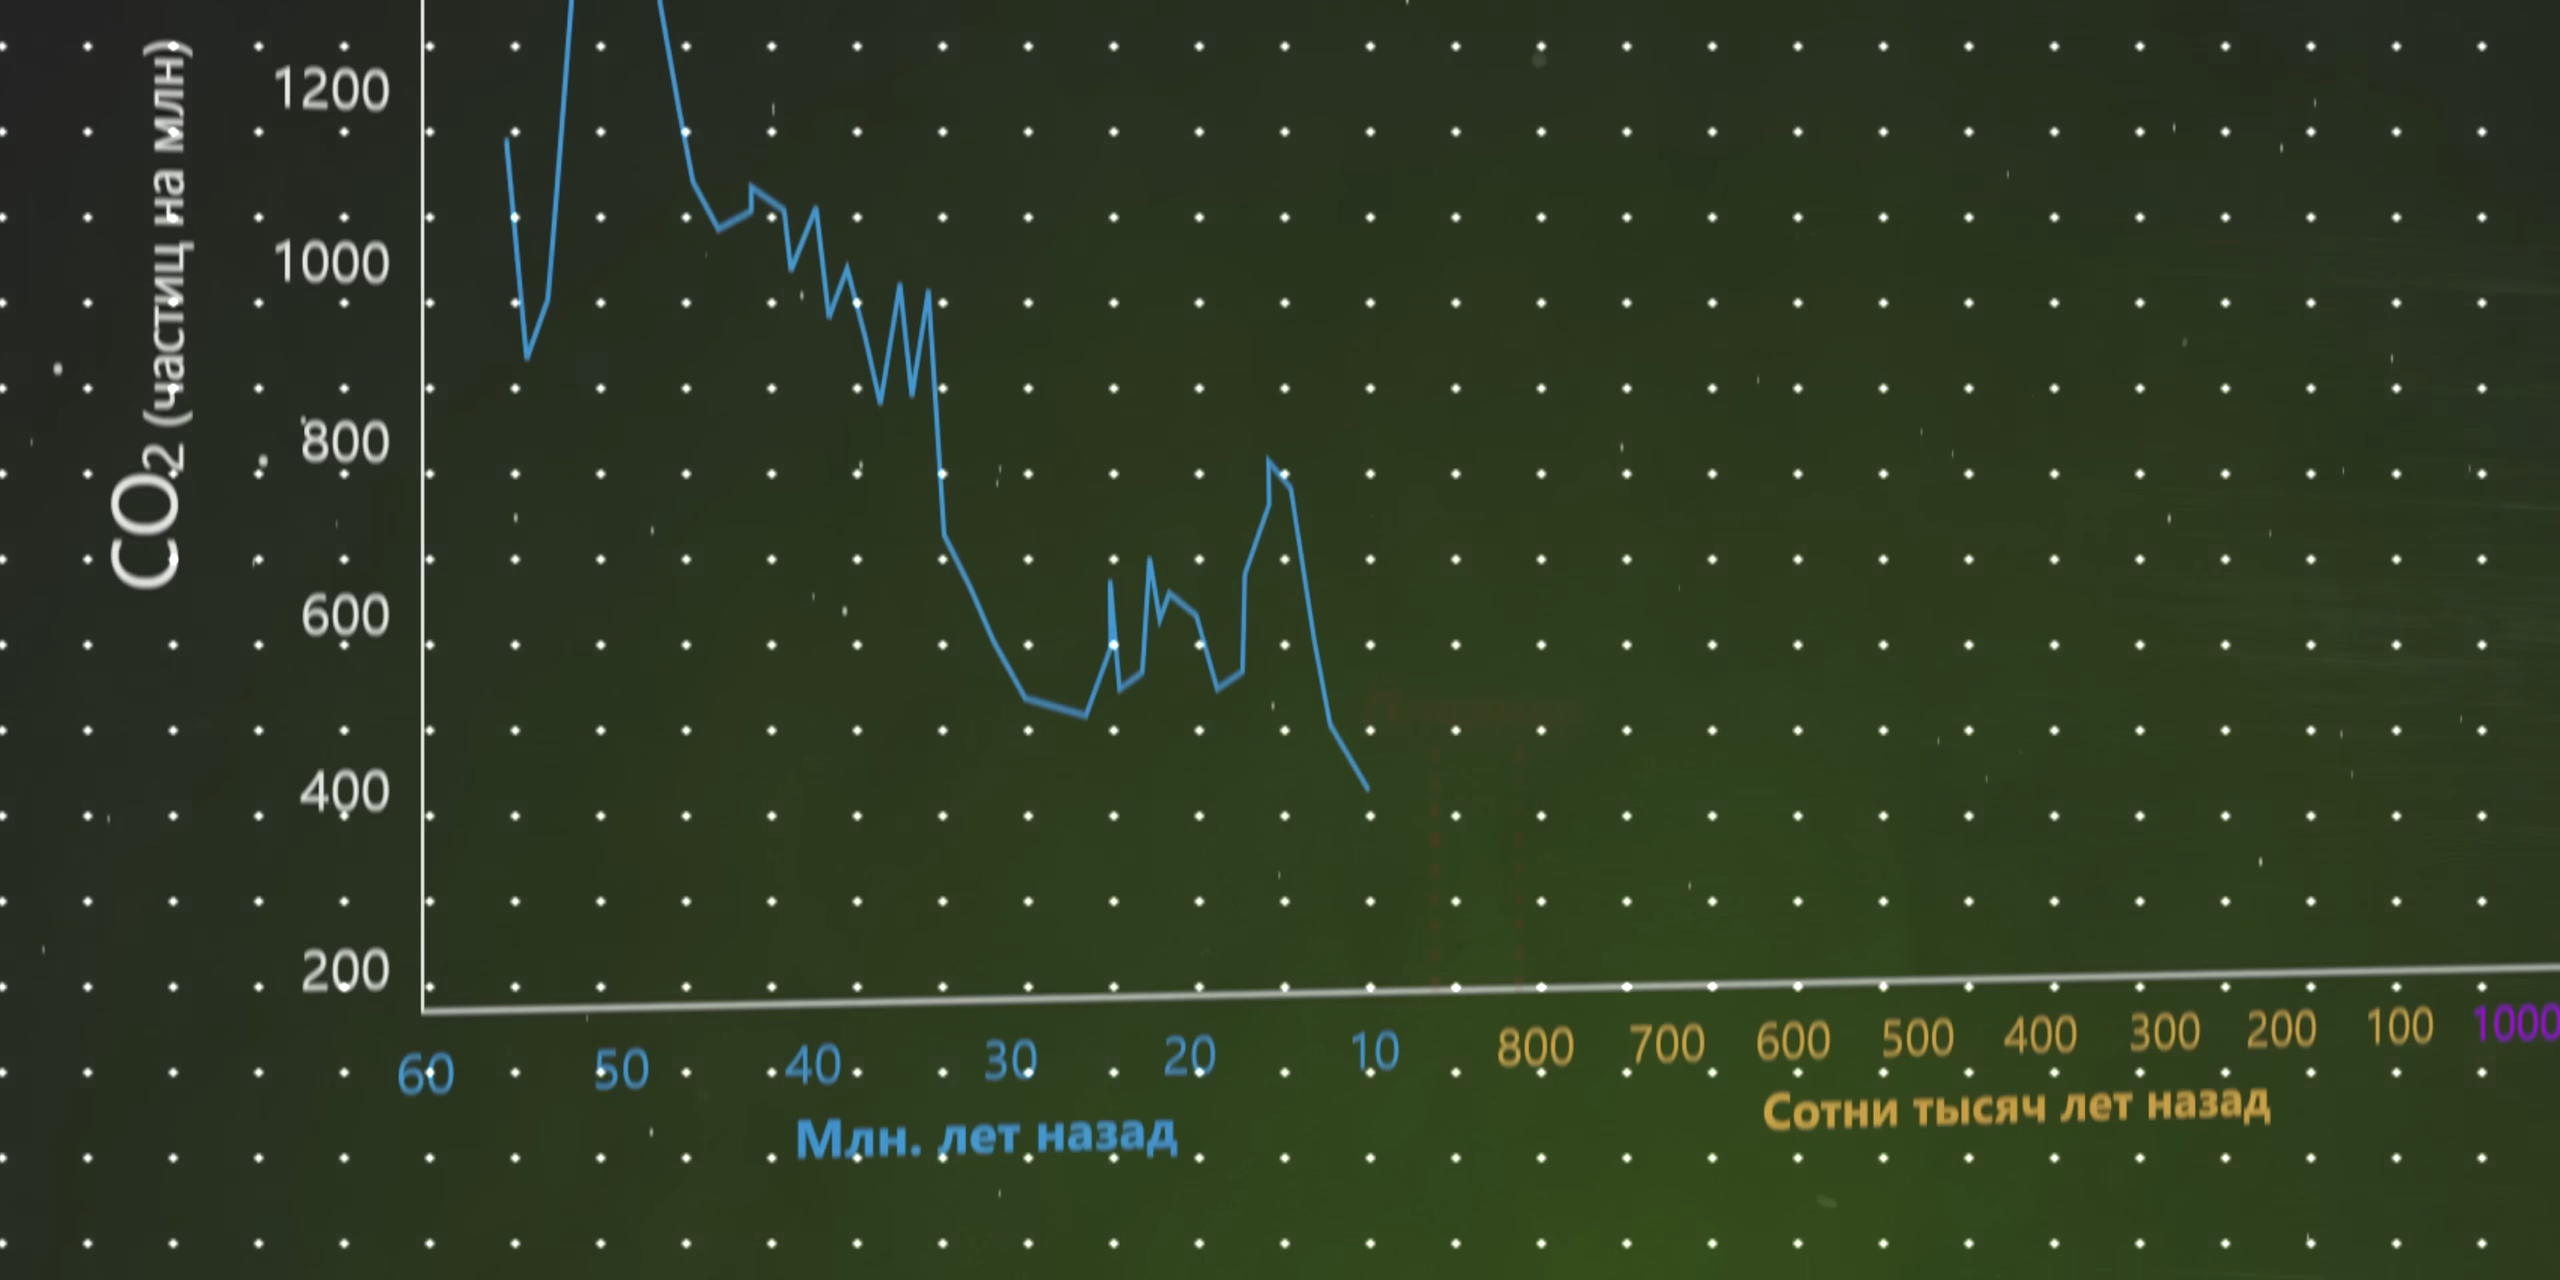 CO₂ (частиц на млн)
1200
1000
800
600
400
200
60 50 40 30 20 10 800 700 600 500 400 300 200 100 1000
Млн. лет назад
Сотни тысяч лет назад